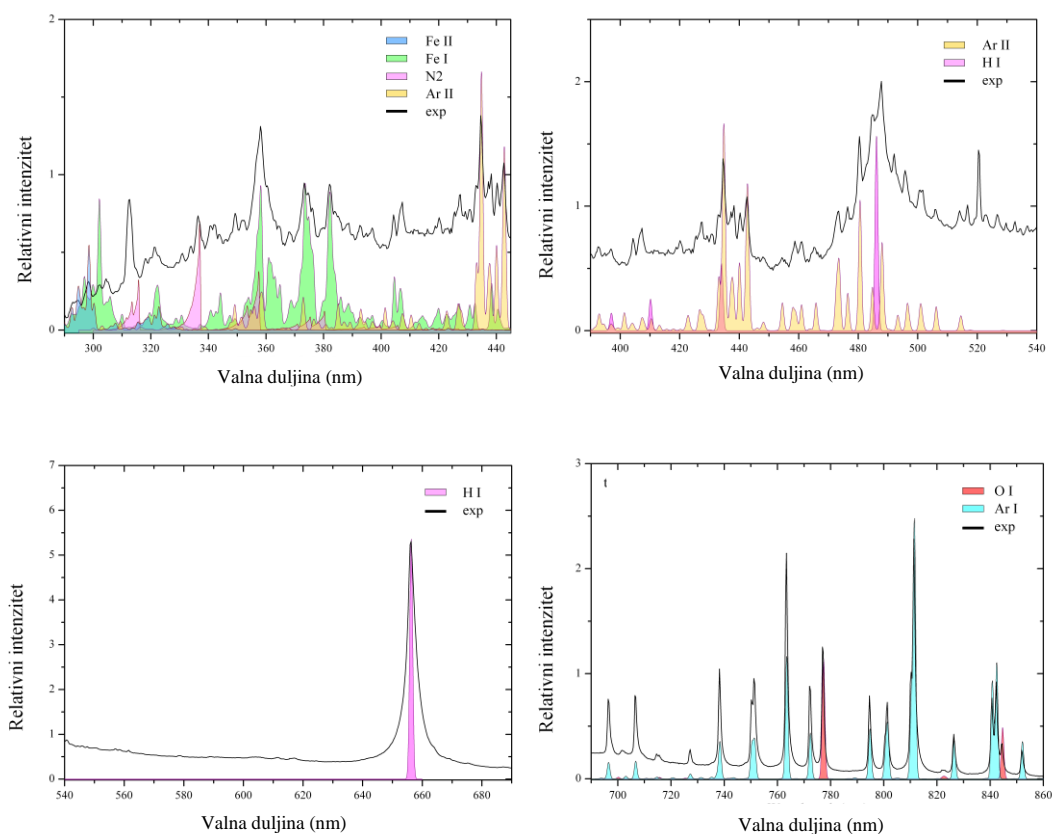 2
1
0
Relativni intenzitet
Fe II
Fe I
N2
Ar II
exp
300 320 340 360 380 400 420 440
Valna duljina (nm)
2
1
0
Relativni intenzitet
Ar II
H I
exp
400 420 440 460 480 500 520 540
Valna duljina (nm)
7
6
5
4
3
2
1
0
Relativni intenzitet
H I
exp
540 560 580 600 620 640 660 680
Valna duljina (nm)
3
2
1
0
Relativni intenzitet
t
O I
Ar I
exp
700 720 740 760 780 800 820 840 860
Valna duljina (nm)